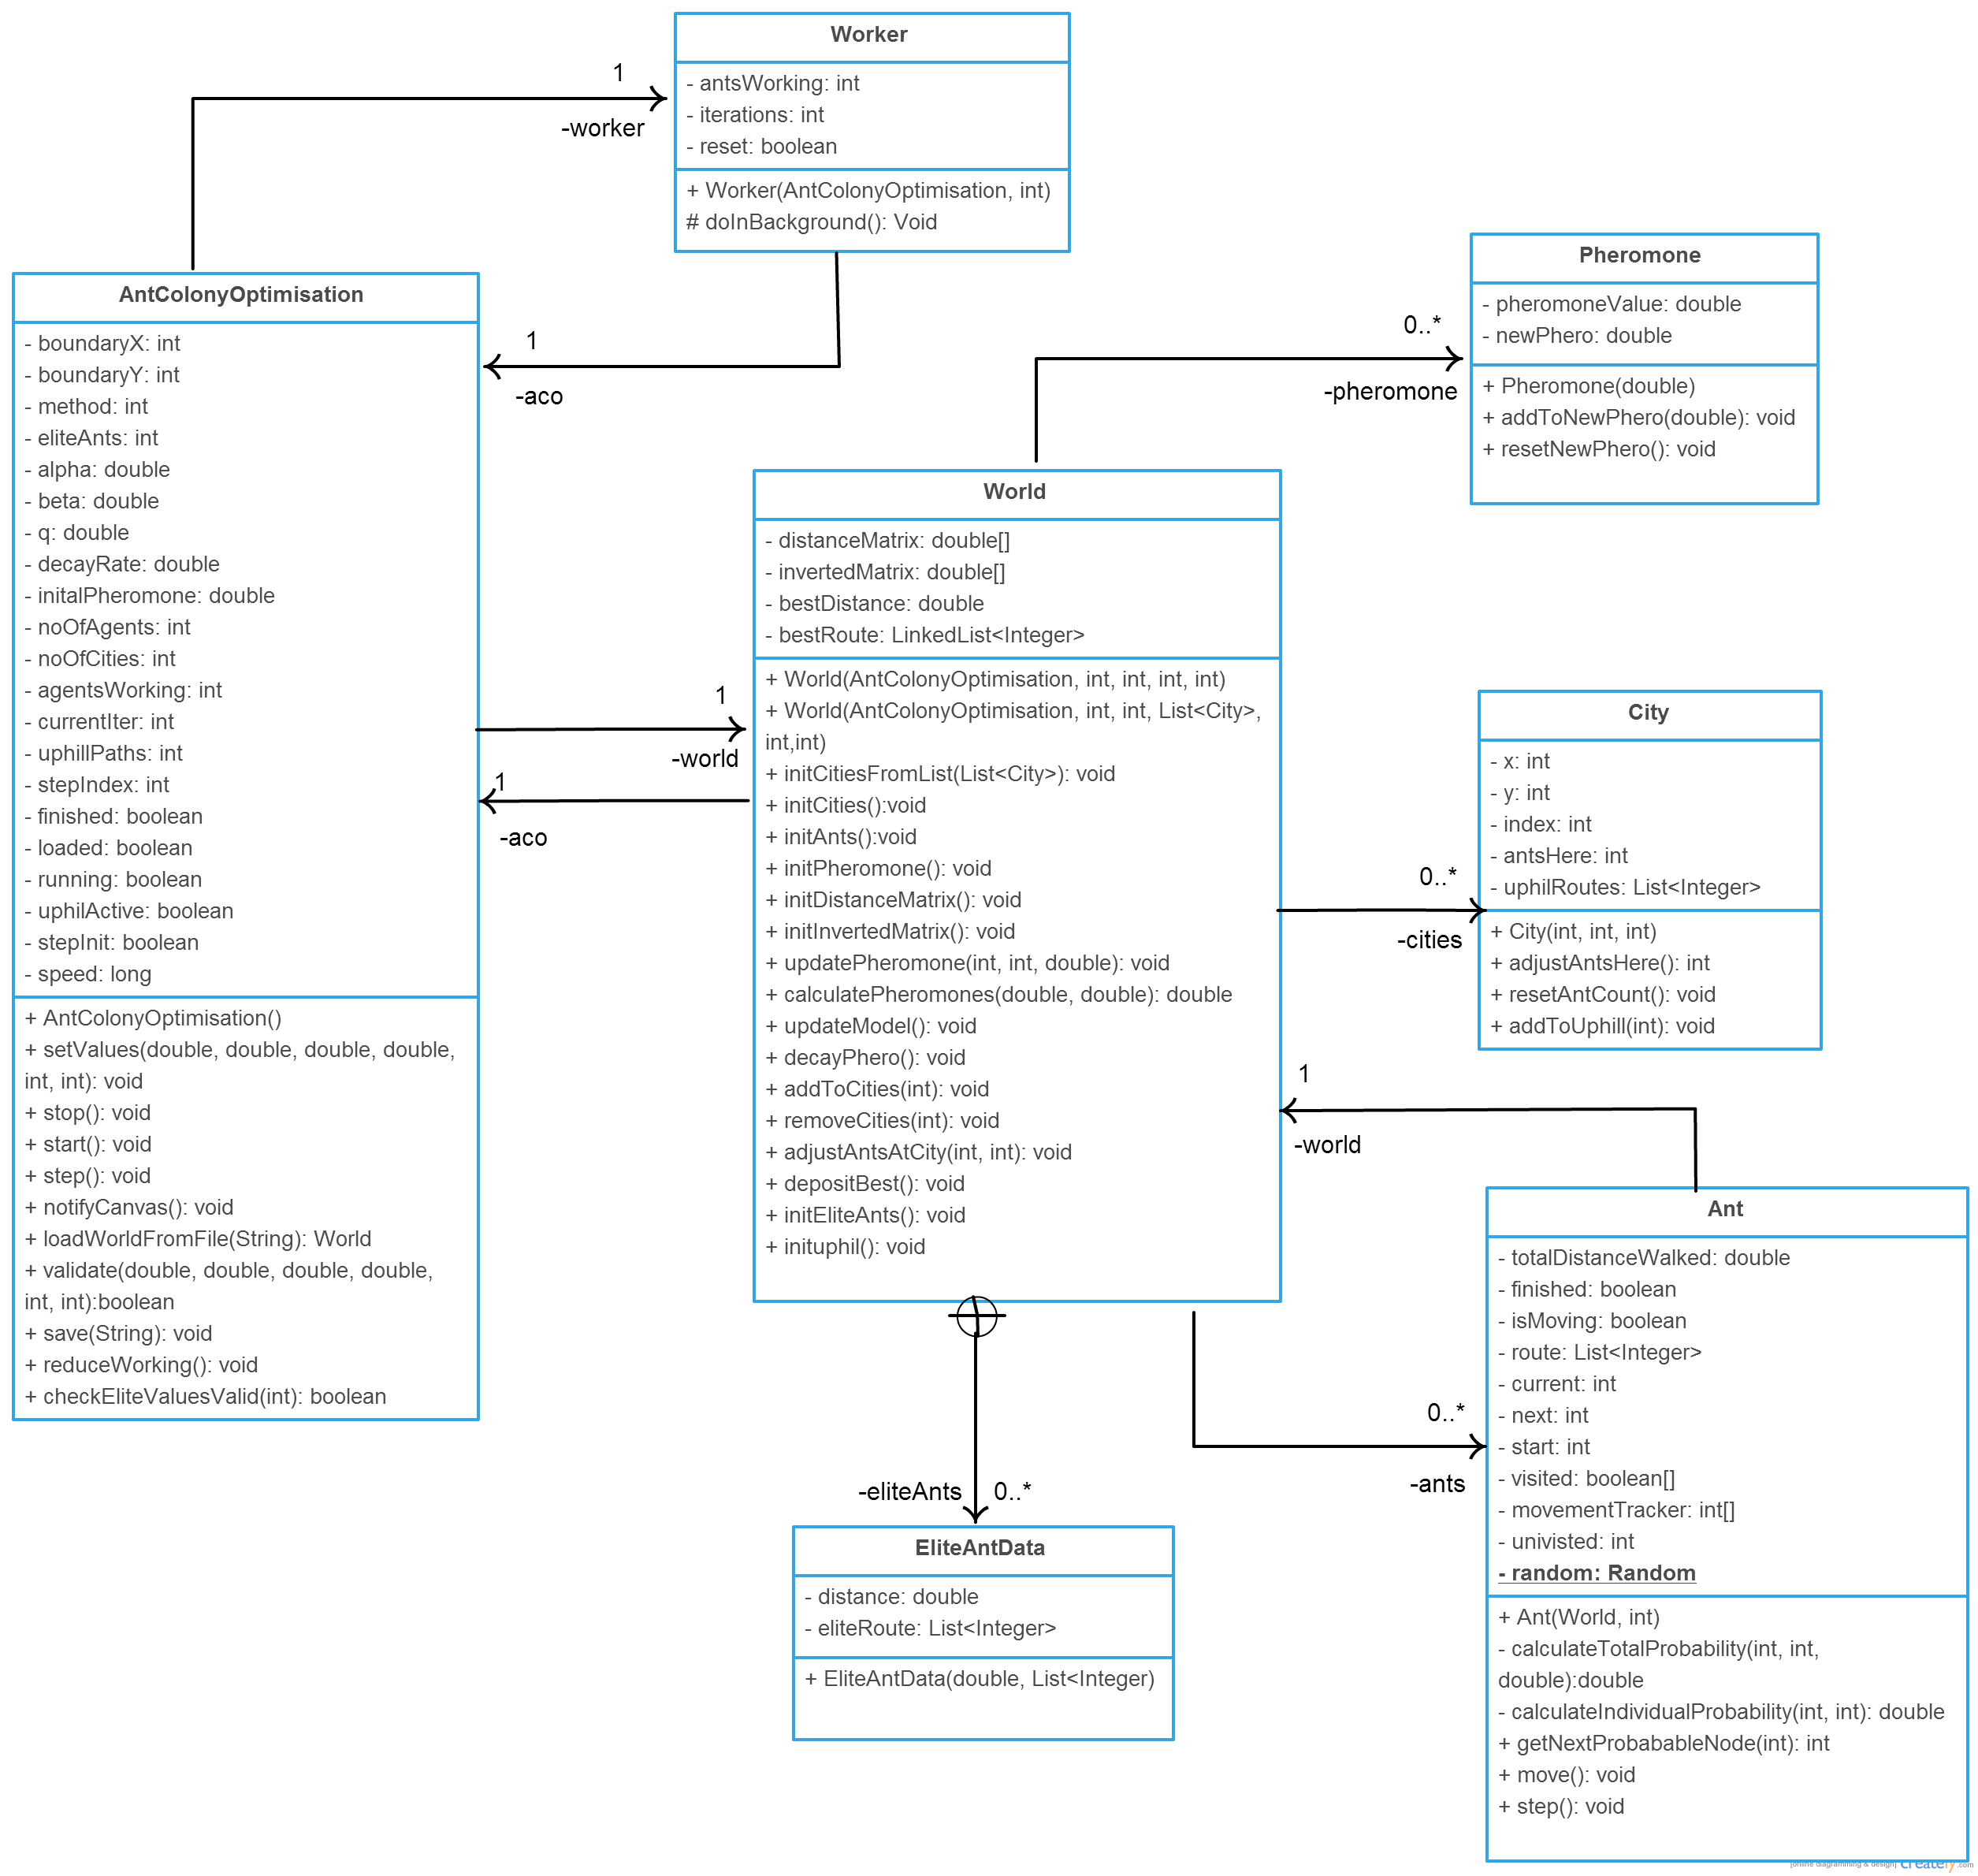 Worker
- antsWorking: int
- iterations: int
- reset: boolean
+ Worker(AntColonyOptimisation, int)
# doInBackground(): Void
1
-worker
1
-aco
AntColonyOptimisation
- boundaryX: int
- boundaryY: int
- method: int
- eliteAnts: int
- alpha: double
- beta: double
- q: double
- decayRate: double
- initalPheromone: double
- noOfAgents: int
- noOfCities: int
- agentsWorking: int
- currentIter: int
- uphillPaths: int
- stepIndex: int
- finished: boolean
- loaded: boolean
- running: boolean
- uphilActive: boolean
- stepInit: boolean
- speed: long
+ AntColonyOptimisation()
+ setValues(double, double, double, double,
int, int): void
+ stop(): void
+ start(): void
+ step(): void
+ notifyCanvas(): void
+ loadWorldFromFile(String): World
+ validate(double, double, double, double,
int, int):boolean
+ save(String): void
+ reduceWorking(): void
+ checkEliteValuesValid(int): boolean
1
-world
1
-aco
World
- distanceMatrix: double[]
- invertedMatrix: double[]
- bestDistance: double
- bestRoute: LinkedList<Integer>
+ World(AntColonyOptimisation, int, int, int, int)
+ World(AntColonyOptimisation, int, int, List<City>,
int,int)
+ initCitiesFromList(List<City>): void
+ initCities():void
+ initAnts():void
+ initPheromone(): void
+ initDistanceMatrix(): void
+ initInvertedMatrix(): void
+ updatePheromone(int, int, double): void
+ calculatePheromones(double, double): double
+ updateModel(): void
+ decayPhero(): void
+ addToCities(int): void
+ removeCities(int): void
+ adjustAntsAtCity(int, int): void
+ depositBest(): void
+ initEliteAnts(): void
+ inituphil(): void
0..*
-pheromone
Pheromone
- pheromoneValue: double
- newPhero: double
+ Pheromone(double)
+ addToNewPhero(double): void
+ resetNewPhero(): void
0..*
-cities
City
- x: int
- y: int
- index: int
- antsHere: int
- uphilRoutes: List<Integer>
+ City(int, int, int)
+ adjustAntsHere(): int
+ resetAntCount(): void
+ addToUphill(int): void
1
-world
0..*
-ants
Ant
- totalDistanceWalked: double
- finished: boolean
- isMoving: boolean
- route: List<Integer>
- current: int
- next: int
- start: int
- visited: boolean[]
- movementTracker: int[]
- univisted: int
- random: Random
+ Ant(World, int)
- calculateTotalProbability(int, int,
double):double
- calculateIndividualProbability(int, int): double
+ getNextProbabableNode(int): int
+ move(): void
+ step(): void
-eliteAnts 0..*
EliteAntData
- distance: double
- eliteRoute: List<Integer>
+ EliteAntData(double, List<Integer)
[online diagramming & design] creately.com